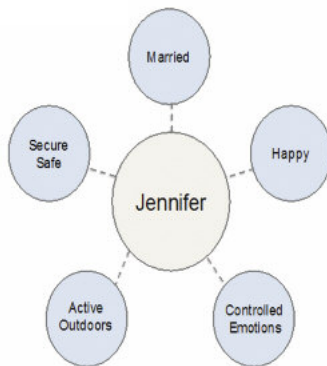 Married
Secure
Safe
Happy
Jennifer
Active
Outdoors
Controlled
Emotions